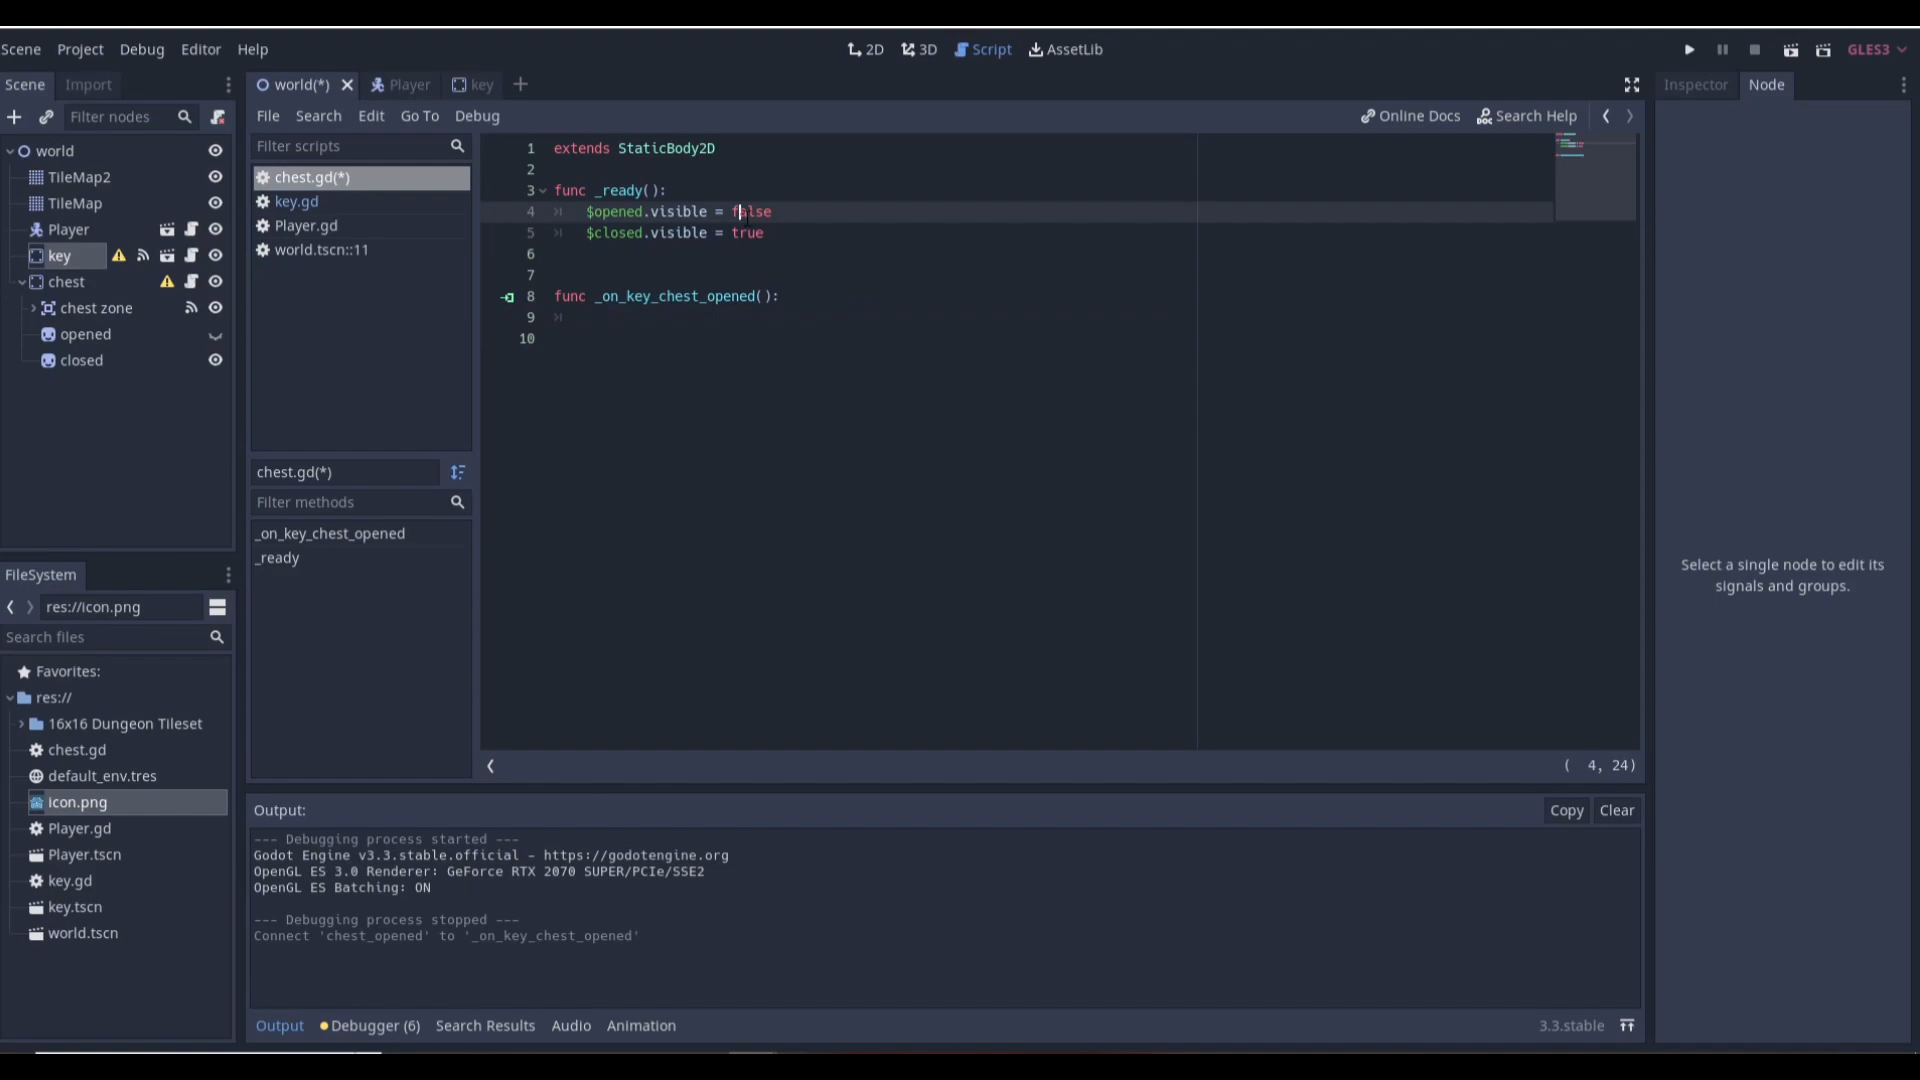 Scene Project Debug Editor Help
2D 3D Script AssetLib
GLES3
Scene Import
world(*) Player key
Inspector Node
Filter nodes
File Search Edit Go To Debug
Online Docs Search Help
world
TileMap2
TileMap
Player
key
chest
chest zone
opened
closed
Filter scripts
chest.gd(*)
key.gd
Player.gd
world.tscn::11
chest.gd(*)
Filter methods
_on_key_chest_opened
_ready
1 extends StaticBody2D
2
3 func _ready():
4 $opened.visible = false
5 $closed.visible = true
6
7
8 func _on_key_chest_opened():
9
10
( 4, 24)
Select a single node to edit its
signals and groups.
FileSystem
res://icon.png
Search files
Favorites:
res://
16x16 Dungeon TIleset
chest.gd
default_env.tres
icon.png
Player.gd
Player.tscn
key.gd
key.tscn
world.tscn
Output:
Copy Clear
--- Debugging process started ---
Godot Engine v3.3.stable.official - https://godotengine.org
OpenGL ES 3.0 Renderer: GeForce RTX 2070 SUPER/PCIe/SSE2
OpenGL ES Batching: ON
--- Debugging process stopped ---
Connect 'chest_opened' to '_on_key_chest_opened'
Output Debugger (6) Search Results Audio Animation
3.3.stable